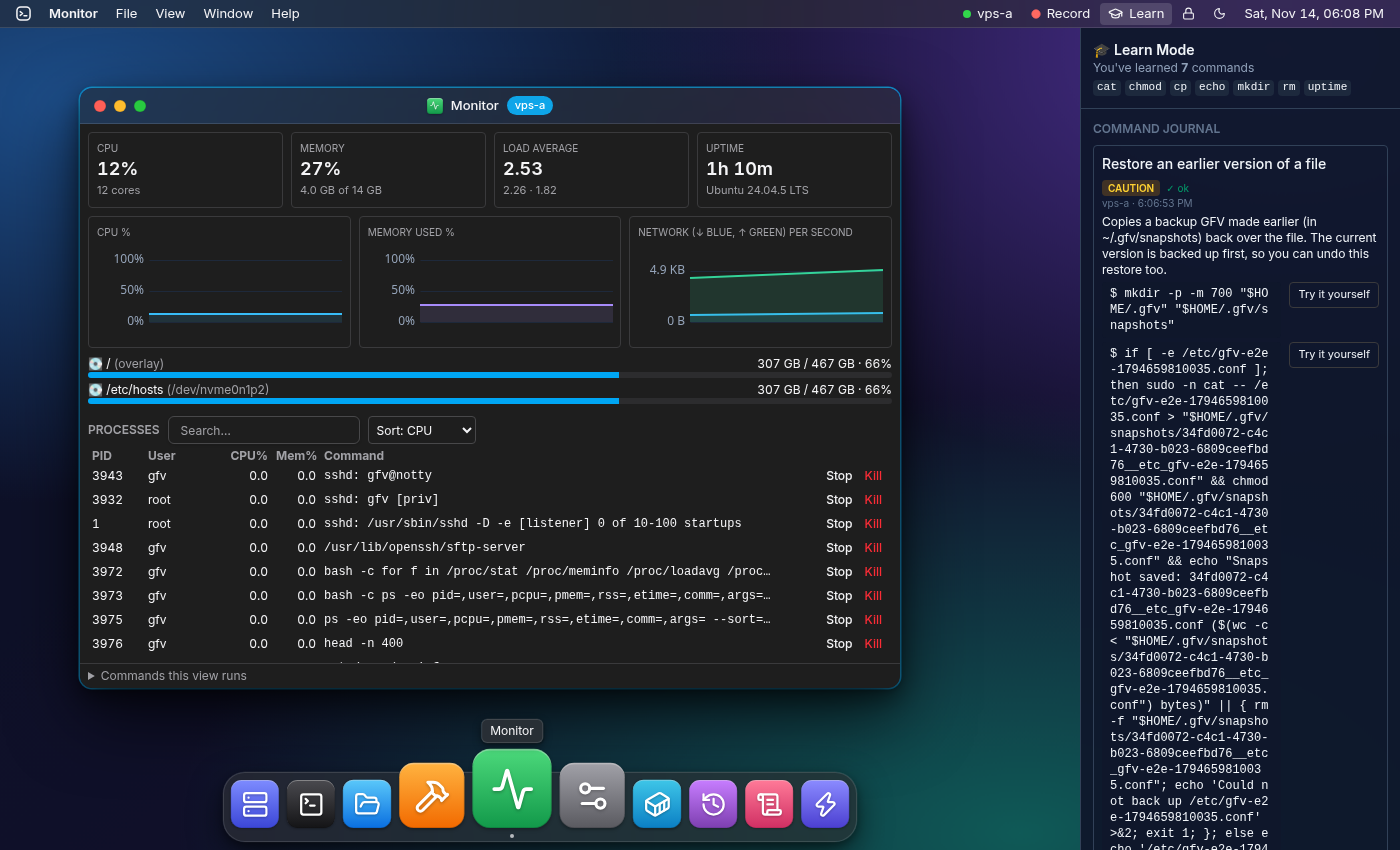 Monitor File View Window Help
vps-a Record Learn Sat, Nov 14, 06:08 PM
Monitor vps-a
CPU
12%
12 cores
MEMORY
27%
4.0 GB of 14 GB
LOAD AVERAGE
2.53
2.26 · 1.82
UPTIME
1h 10m
Ubuntu 24.04.5 LTS
CPU %
100%
50%
0%
MEMORY USED %
100%
50%
0%
NETWORK (↓ BLUE, ↑ GREEN) PER SECOND
4.9 KB
0 B
/ (overlay) 307 GB / 467 GB · 66%
/etc/hosts (/dev/nvme0n1p2) 307 GB / 467 GB · 66%
PROCESSES Search... Sort: CPU
PID User CPU% Mem% Command
3943 gfv 0.0 0.0 sshd: gfv@notty Stop Kill
3932 root 0.0 0.0 sshd: gfv [priv] Stop Kill
1 root 0.0 0.0 sshd: /usr/sbin/sshd -D -e [listener] 0 of 10-100 startups Stop Kill
3948 gfv 0.0 0.0 /usr/lib/openssh/sftp-server Stop Kill
3972 gfv 0.0 0.0 bash -c for f in /proc/stat /proc/meminfo /proc/loadavg /proc… Stop Kill
3973 gfv 0.0 0.0 bash -c ps -eo pid=,user=,pcpu=,pmem=,rss=,etime=,comm=,args=… Stop Kill
3975 gfv 0.0 0.0 ps -eo pid=,user=,pcpu=,pmem=,rss=,etime=,comm=,args= --sort=… Stop Kill
3976 gfv 0.0 0.0 head -n 400 Stop Kill
Commands this view runs
Monitor
Learn Mode
You've learned 7 commands
cat chmod cp echo mkdir rm uptime
COMMAND JOURNAL
Restore an earlier version of a file
CAUTION ✓ ok
vps-a · 6:06:53 PM
Copies a backup GFV made earlier (in
~/.gfv/snapshots) back over the file. The current
version is backed up first, so you can undo this
restore too.
$ mkdir -p -m 700 "$HO
ME/.gfv" "$HOME/.gfv/s
napshots"
Try it yourself
$ if [ -e /etc/gfv-e2e
-1794659810035.conf ];
then sudo -n cat -- /e
tc/gfv-e2e-17946598100
35.conf > "$HOME/.gfv/
snapshots/34fd0072-c4c
1-4730-b023-6809ceefbd
76__etc_gfv-e2e-179465
9810035.conf" && chmod
600 "$HOME/.gfv/snapsh
ots/34fd0072-c4c1-4730
-b023-6809ceefbd76__et
c_gfv-e2e-179465981003
5.conf" && echo "Snaps
hot saved: 34fd0072-c4
c1-4730-b023-6809ceefb
d76__etc_gfv-e2e-17946
59810035.conf ($(wc -c
< "$HOME/.gfv/snapshot
s/34fd0072-c4c1-4730-b
023-6809ceefbd76__etc_
gfv-e2e-1794659810035.
conf") bytes)" || { rm
-f "$HOME/.gfv/snapsho
ts/34fd0072-c4c1-4730-
b023-6809ceefbd76__etc
_gfv-e2e-179465981003
5.conf"; echo 'Could n
ot back up /etc/gfv-e2
e-1794659810035.conf'
>&2; exit 1; }; else e
cho '/etc/gfv-e2e-1794
Try it yourself